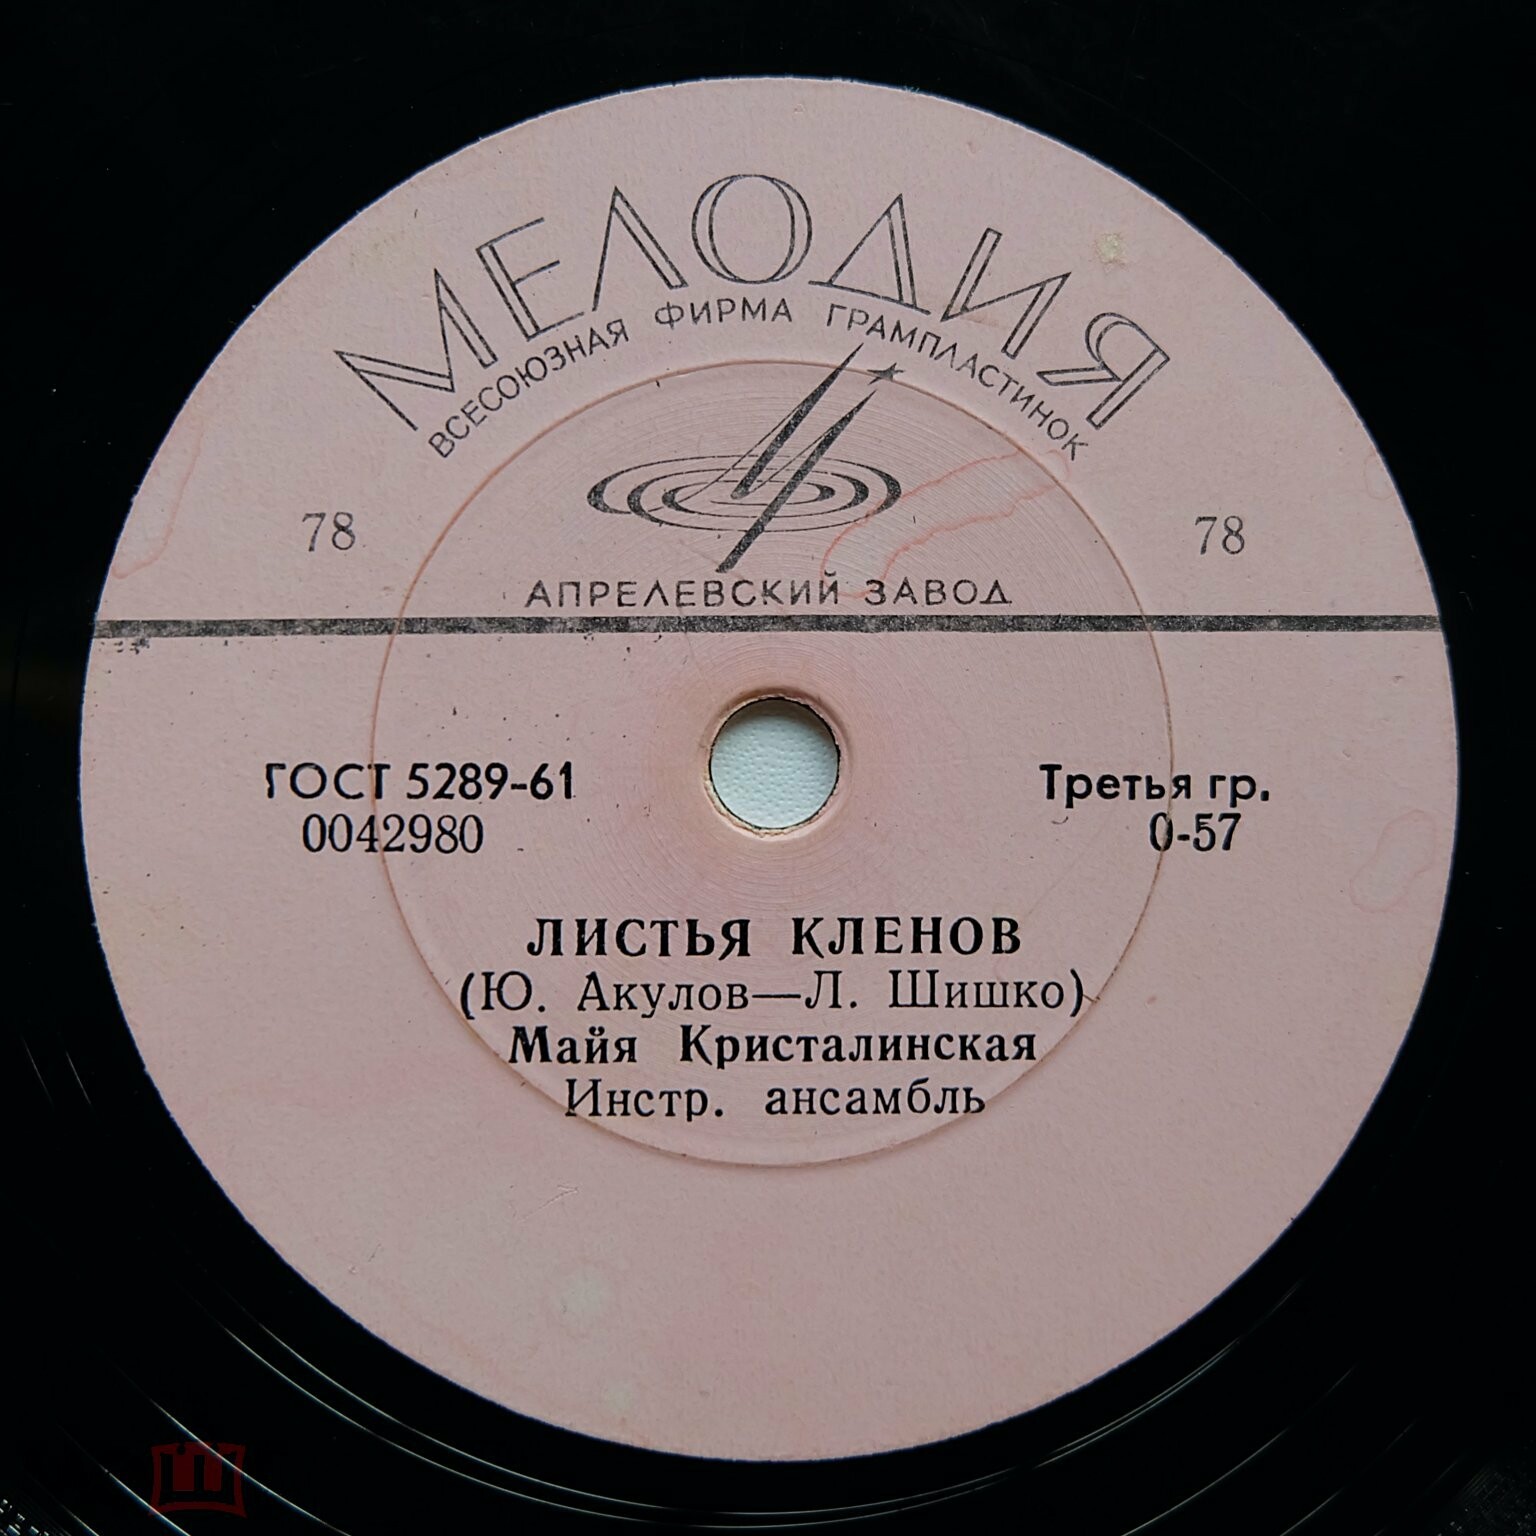 МЕЛОДИЯ
ВСЕСОЮЗНАЯ ФИРМА ГРАМПЛАСТИНОК
78 78
АПРЕЛЕВСКИЙ ЗАВОД
ГОСТ 5289-61 Третья гр.
0042980 0-57
ЛИСТЬЯ КЛЕНОВ
(Ю. Акулов—Л. Шишко)
Майя Кристалинская
Инстр. ансамбль